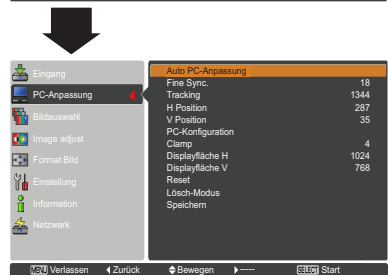 Eingang
PC-Anpassung
Bildauswahl
Image adjust
Format Bild
Einstellung
Information
Netzwerk
Auto PC-Anpassung
Fine Sync. 18
Tracking 1344
H Position 287
V Position 35
PC-Konfiguration
Clamp 4
Displayfläche H 1024
Displayfläche V 768
Reset
Lösch-Modus
Speichern
MENU Verlassen Zurück Bewegen ----- SELECT Start